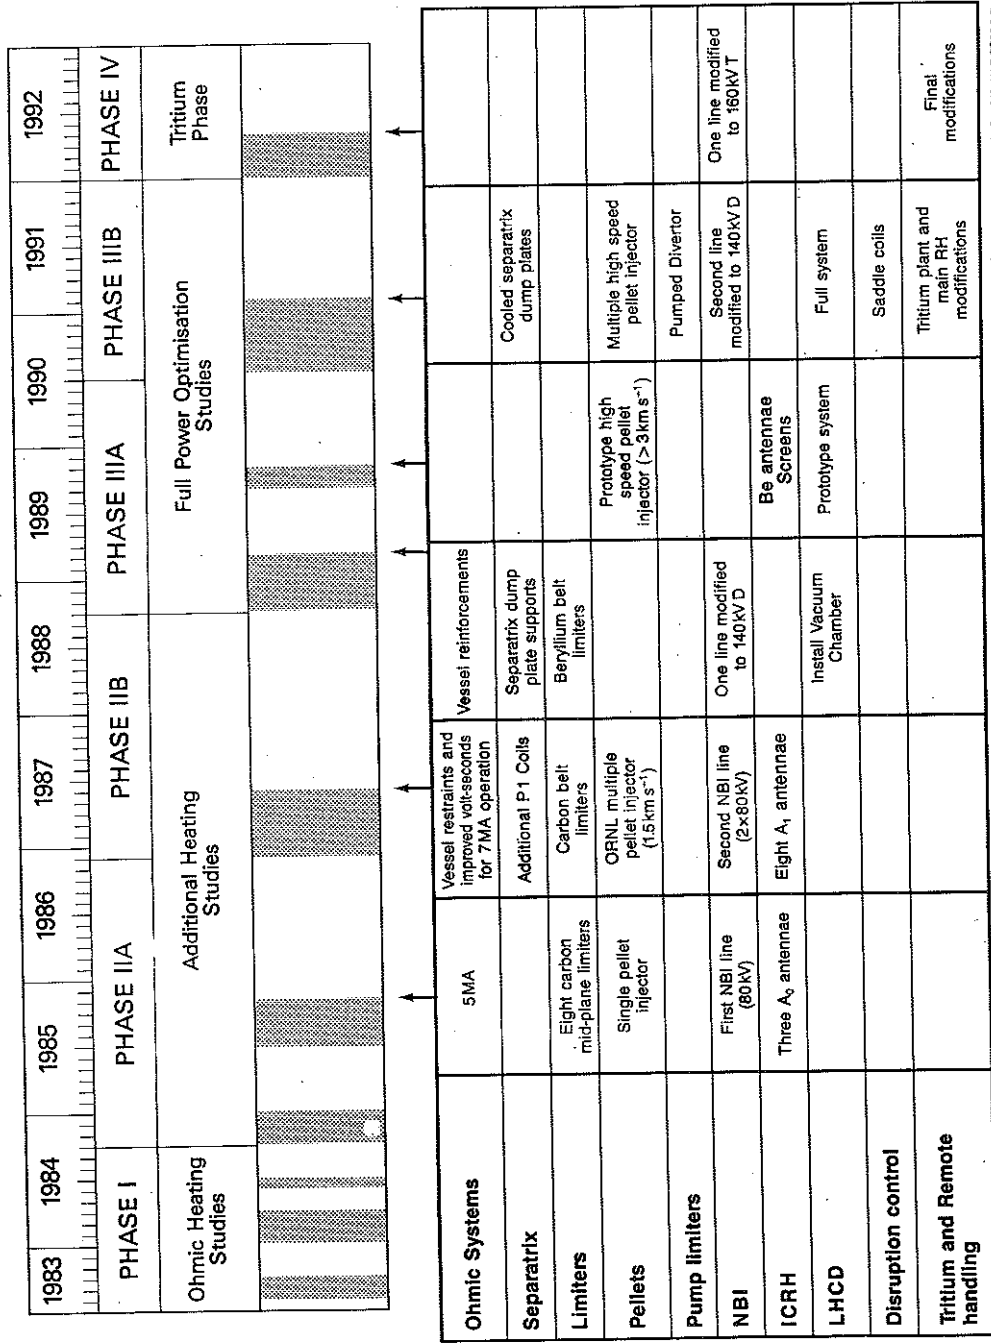 1983
1984
1985
1986
1987
1988
1989
1990
1991
1992
PHASE I
PHASE IIA
PHASE IIB
PHASE IIIA
PHASE IIIB
PHASE IV
Ohmic Heating
Studies
Additional Heating
Studies
Full Power Optimisation
Studies
Tritium
Phase
Ohmic Systems
5MA
Vessel restraints and
improved volt-seconds
for 7MA operation
Vessel reinforcements
Separatrix
Additional P1 Coils
Separatrix dump
plate supports
Cooled separatrix
dump plates
Limiters
Eight carbon
mid-plane limiters
Carbon belt
limiters
Beryllium belt
limiters
Pellets
Single pellet
injector
ORNL multiple
pellet injector
(1.5km s⁻¹)
Prototype high
speed pellet
injector (>3km s⁻¹)
Multiple high speed
pellet injector
Pump limiters
Pumped Divertor
NBI
First NBI line
(80kV)
Second NBI line
(2×80kV)
One line modified
to 140kV D
Second line
modified to 140kV D
One line modified
to 160kV T
ICRH
Three A₀ antennae
Eight A₁ antennae
Be antennae
Screens
LHCD
Install Vacuum
Chamber
Prototype system
Full system
Disruption control
Saddle coils
Tritium and Remote
handling
Tritium plant and
main RH
modifications
Final
modifications